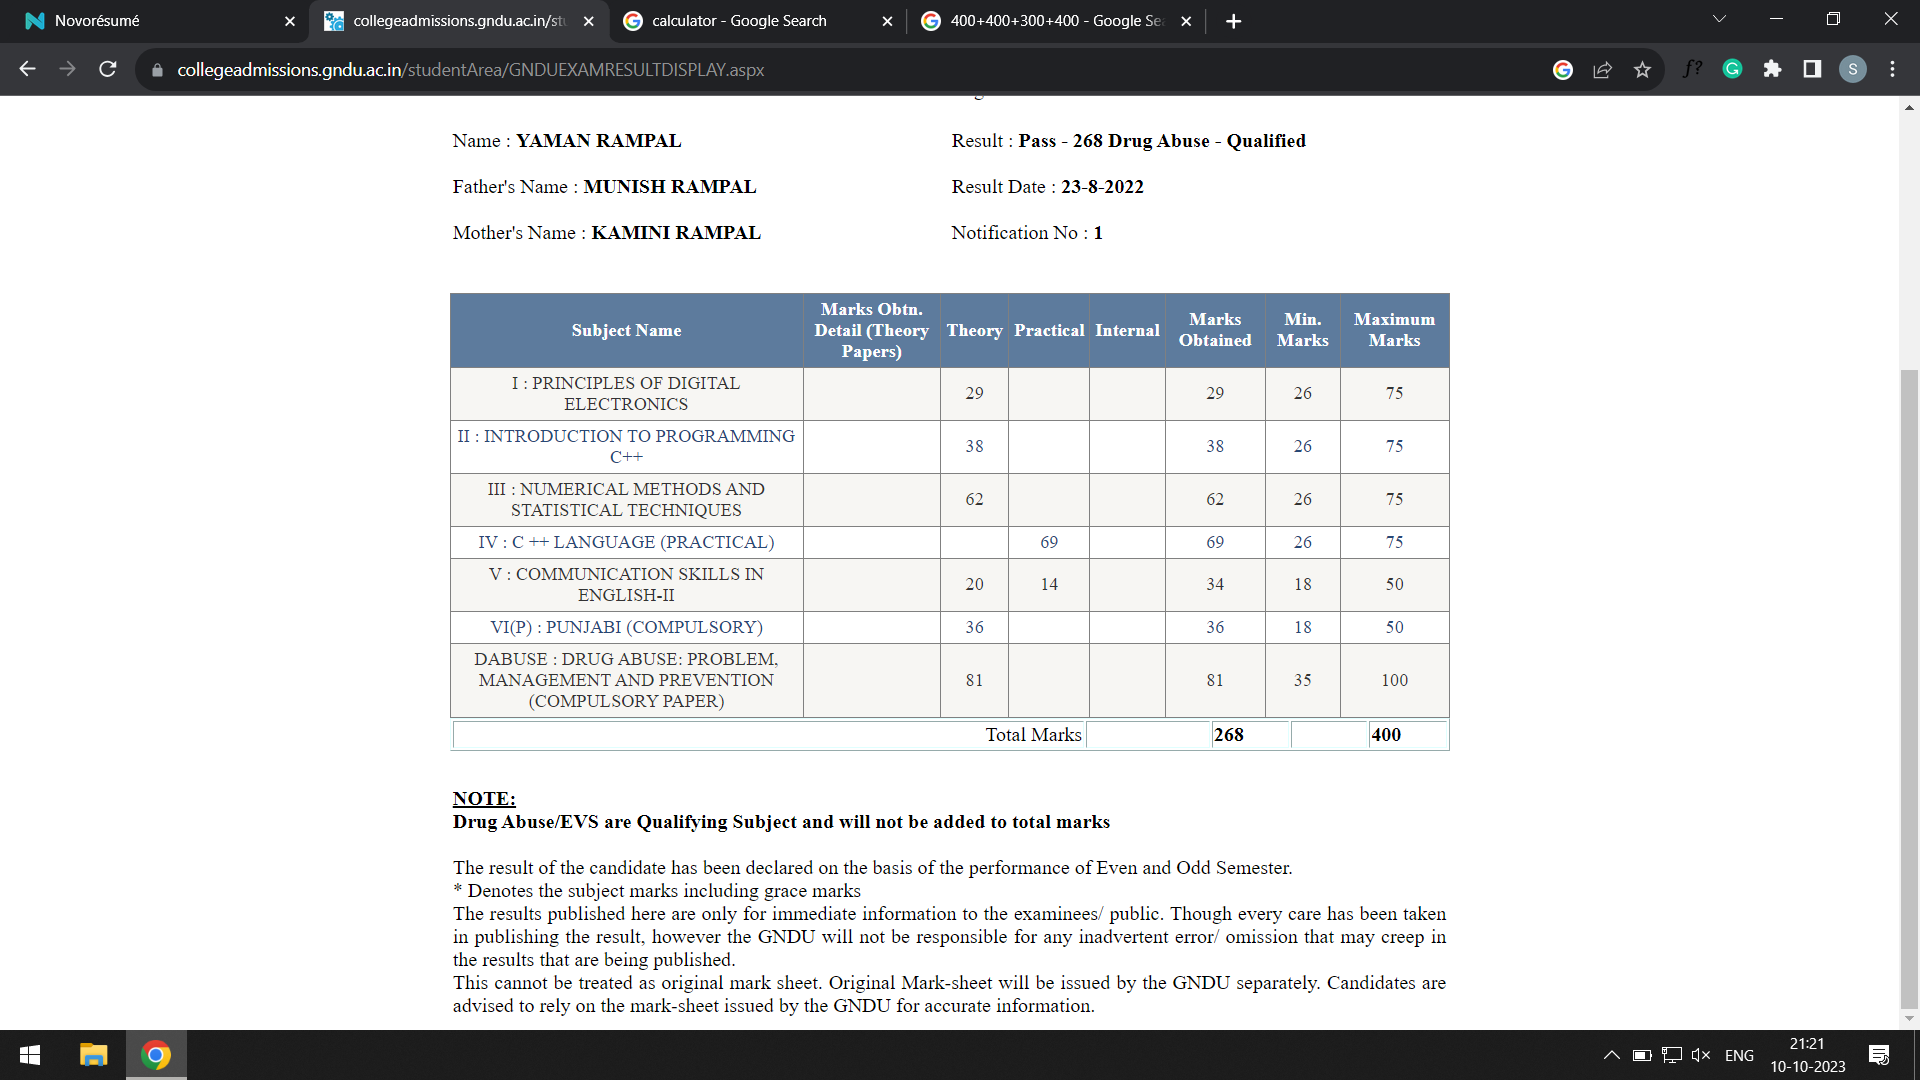 Novorésumé
collegeadmissions.gndu.ac.in/stu
calculator - Google Search
400+400+300+400 - Google Sea
collegeadmissions.gndu.ac.in/studentArea/GNDUEXAMRESULTDISPLAY.aspx
f?
G
S
Name : YAMAN RAMPAL
Result : Pass - 268 Drug Abuse - Qualified
Father's Name : MUNISH RAMPAL
Result Date : 23-8-2022
Mother's Name : KAMINI RAMPAL
Notification No : 1
Subject Name | Marks Obtn. Detail (Theory Papers) | Theory | Practical | Internal | Marks Obtained | Min. Marks | Maximum Marks
I : PRINCIPLES OF DIGITAL ELECTRONICS 29 29 26 75
II : INTRODUCTION TO PROGRAMMING C++ 38 38 26 75
III : NUMERICAL METHODS AND STATISTICAL TECHNIQUES 62 62 26 75
IV : C ++ LANGUAGE (PRACTICAL) 69 69 26 75
V : COMMUNICATION SKILLS IN ENGLISH-II 20 14 34 18 50
VI(P) : PUNJABI (COMPULSORY) 36 36 18 50
DABUSE : DRUG ABUSE: PROBLEM, MANAGEMENT AND PREVENTION (COMPULSORY PAPER) 81 81 35 100
Total Marks 268 400
NOTE:
Drug Abuse/EVS are Qualifying Subject and will not be added to total marks
The result of the candidate has been declared on the basis of the performance of Even and Odd Semester.
* Denotes the subject marks including grace marks
The results published here are only for immediate information to the examinees/ public. Though every care has been taken
in publishing the result, however the GNDU will not be responsible for any inadvertent error/ omission that may creep in
the results that are being published.
This cannot be treated as original mark sheet. Original Mark-sheet will be issued by the GNDU separately. Candidates are
advised to rely on the mark-sheet issued by the GNDU for accurate information.
ENG
21:21
10-10-2023